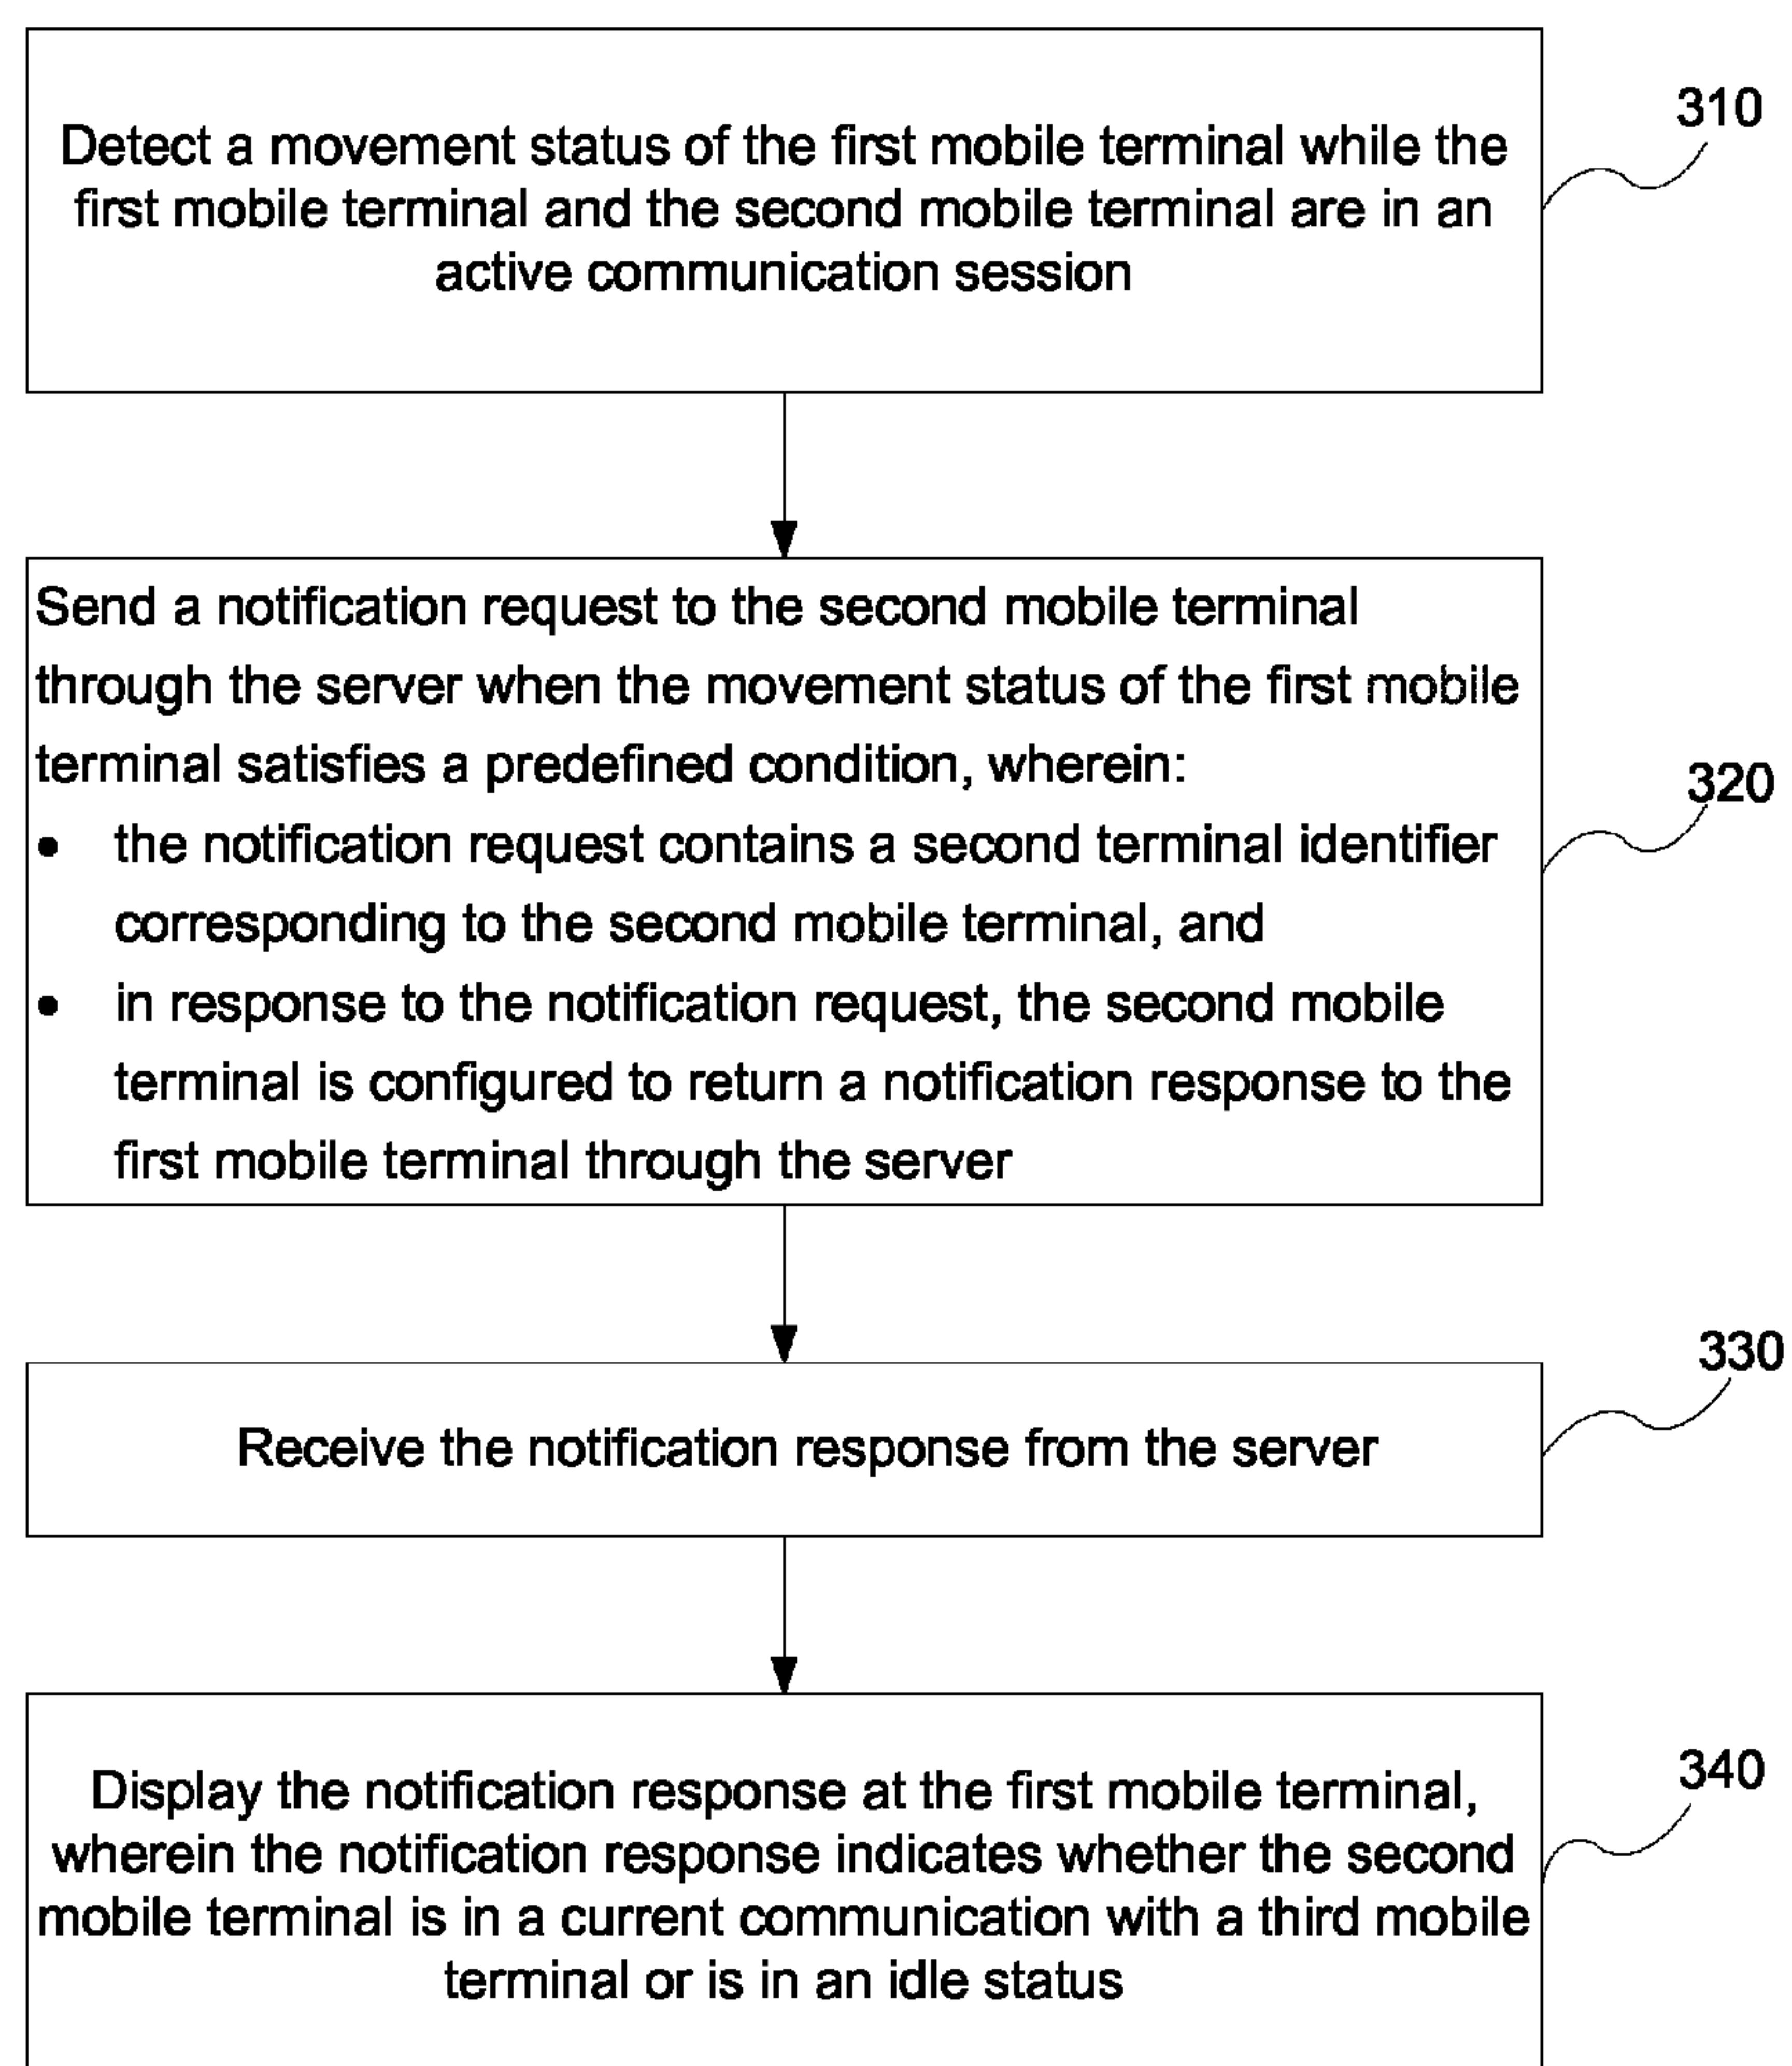 Detect a movement status of the first mobile terminal while the
first mobile terminal and the second mobile terminal are in an
active communication session
310
Send a notification request to the second mobile terminal
through the server when the movement status of the first mobile
terminal satisfies a predefined condition, wherein:
• the notification request contains a second terminal identifier
corresponding to the second mobile terminal, and
• in response to the notification request, the second mobile
terminal is configured to return a notification response to the
first mobile terminal through the server
320
Receive the notification response from the server
330
Display the notification response at the first mobile terminal,
wherein the notification response indicates whether the second
mobile terminal is in a current communication with a third mobile
terminal or is in an idle status
340